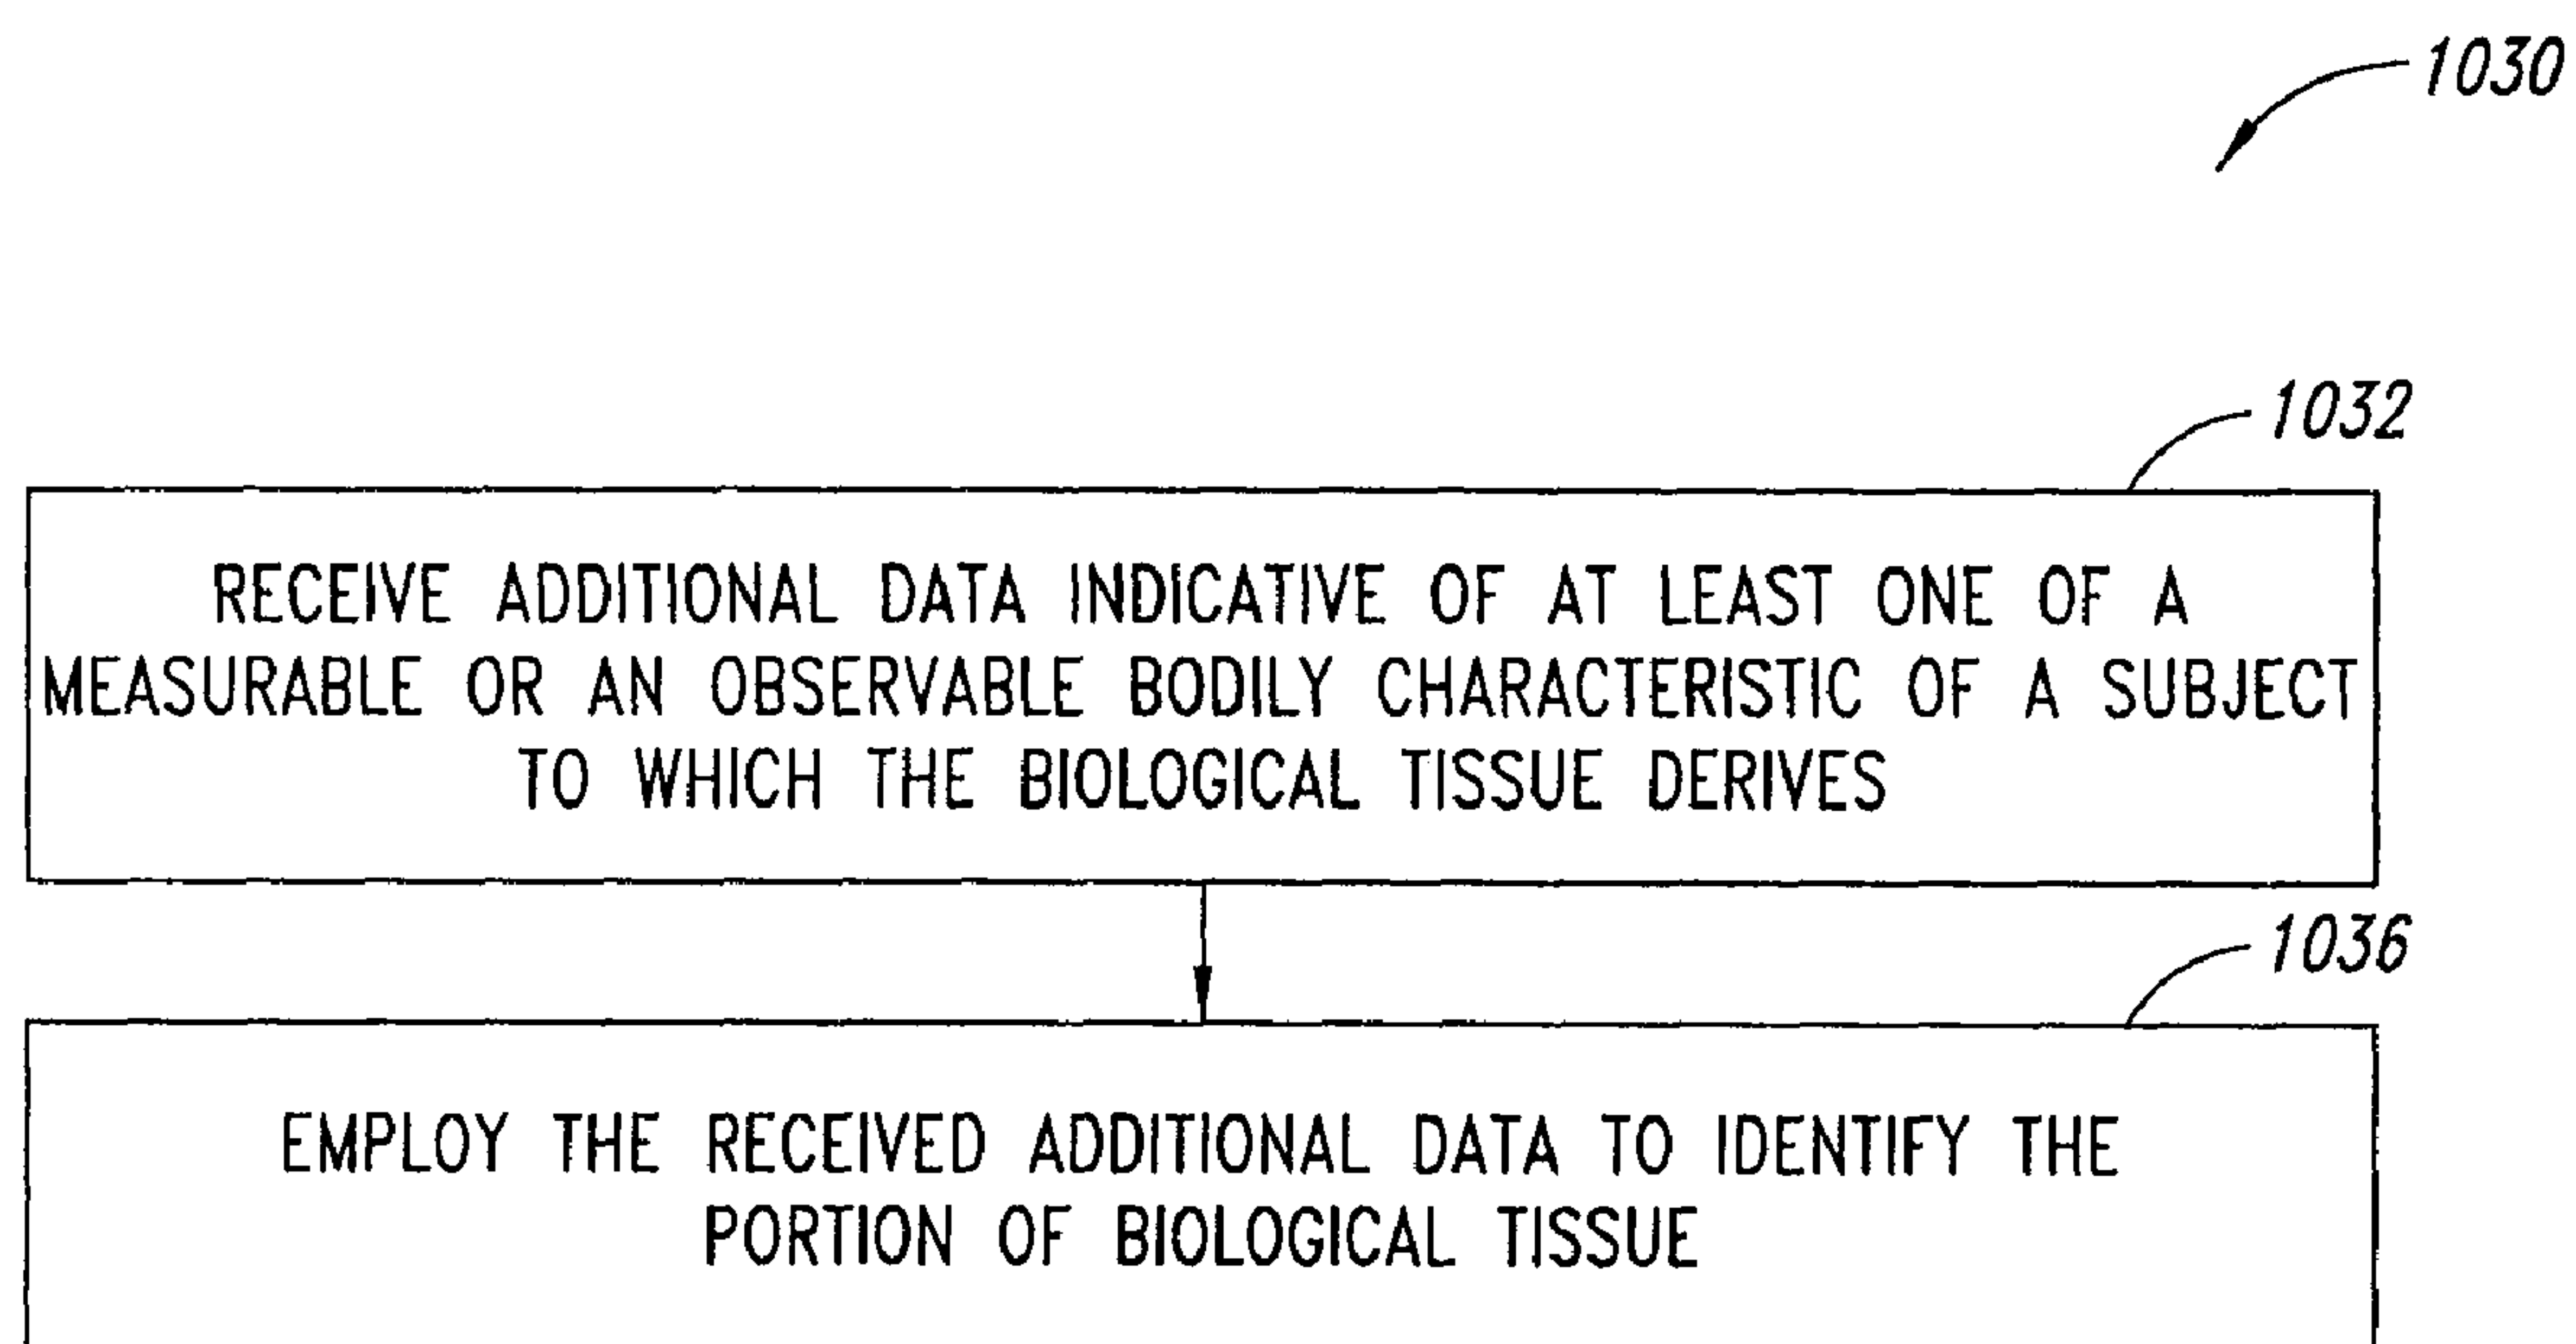 1030
1032
RECEIVE ADDITIONAL DATA INDICATIVE OF AT LEAST ONE OF A
MEASURABLE OR AN OBSERVABLE BODILY CHARACTERISTIC OF A SUBJECT
TO WHICH THE BIOLOGICAL TISSUE DERIVES
1036
EMPLOY THE RECEIVED ADDITIONAL DATA TO IDENTIFY THE
PORTION OF BIOLOGICAL TISSUE